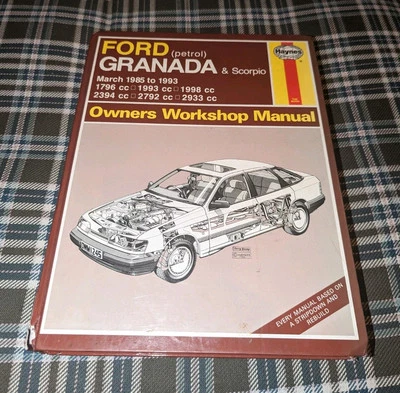 FORD (petrol)
GRANADA & Scorpio
Haynes
March 1985 to 1993
1796 cc □ 1993 cc □ 1998 cc
2394 cc □ 2792 cc □ 2933 cc
Owners Workshop Manual
EVERY MANUAL BASED ON
A STRIPDOWN AND
REBUILD